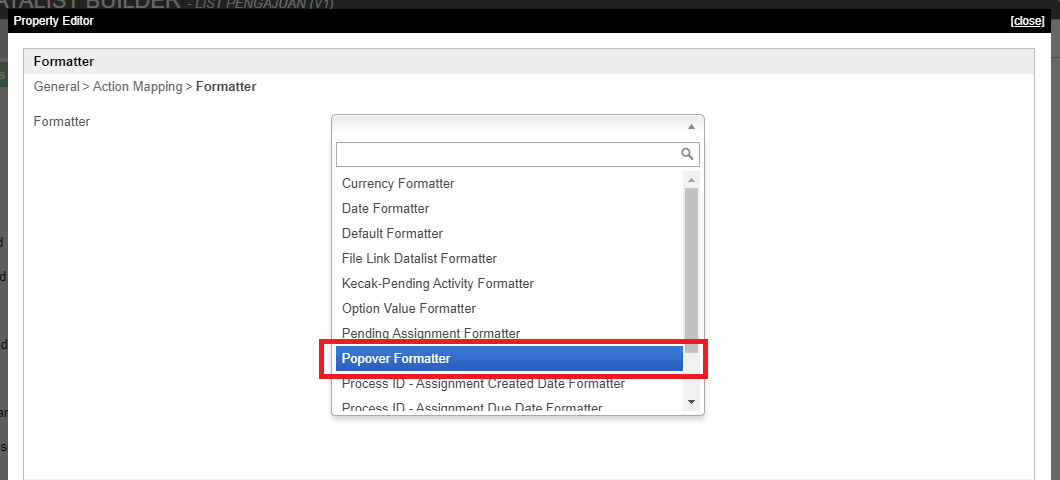 ATALIST BUILDER - LIST PENGAJUAN (V1)
Property Editor
[close]
Formatter
General > Action Mapping > Formatter
Formatter
Currency Formatter
Date Formatter
Default Formatter
File Link Datalist Formatter
Kecak-Pending Activity Formatter
Option Value Formatter
Pending Assignment Formatter
Popover Formatter
Process ID - Assignment Created Date Formatter
Process ID - Assignment Due Date Formatter